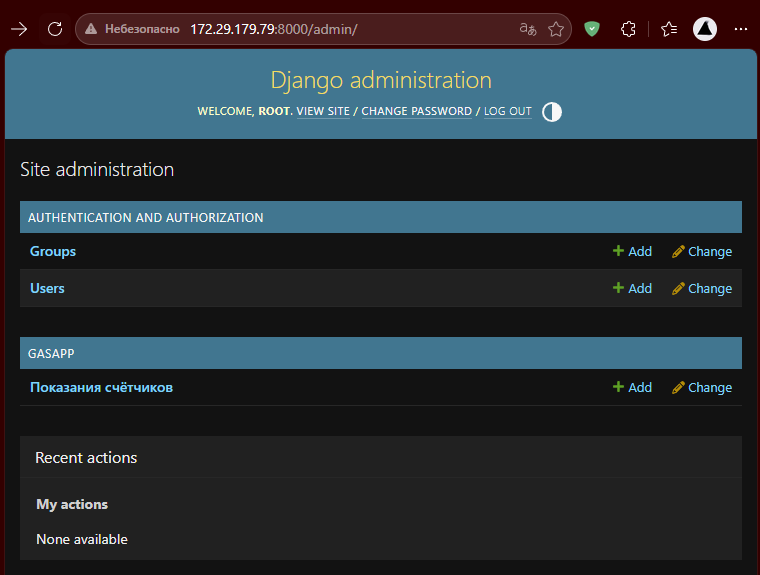 Небезопасно 172.29.179.79:8000/admin/
Django administration
WELCOME, ROOT. VIEW SITE / CHANGE PASSWORD / LOG OUT
Site administration
AUTHENTICATION AND AUTHORIZATION
Groups Add Change
Users Add Change
GASAPP
Показания счётчиков Add Change
Recent actions
My actions
None available